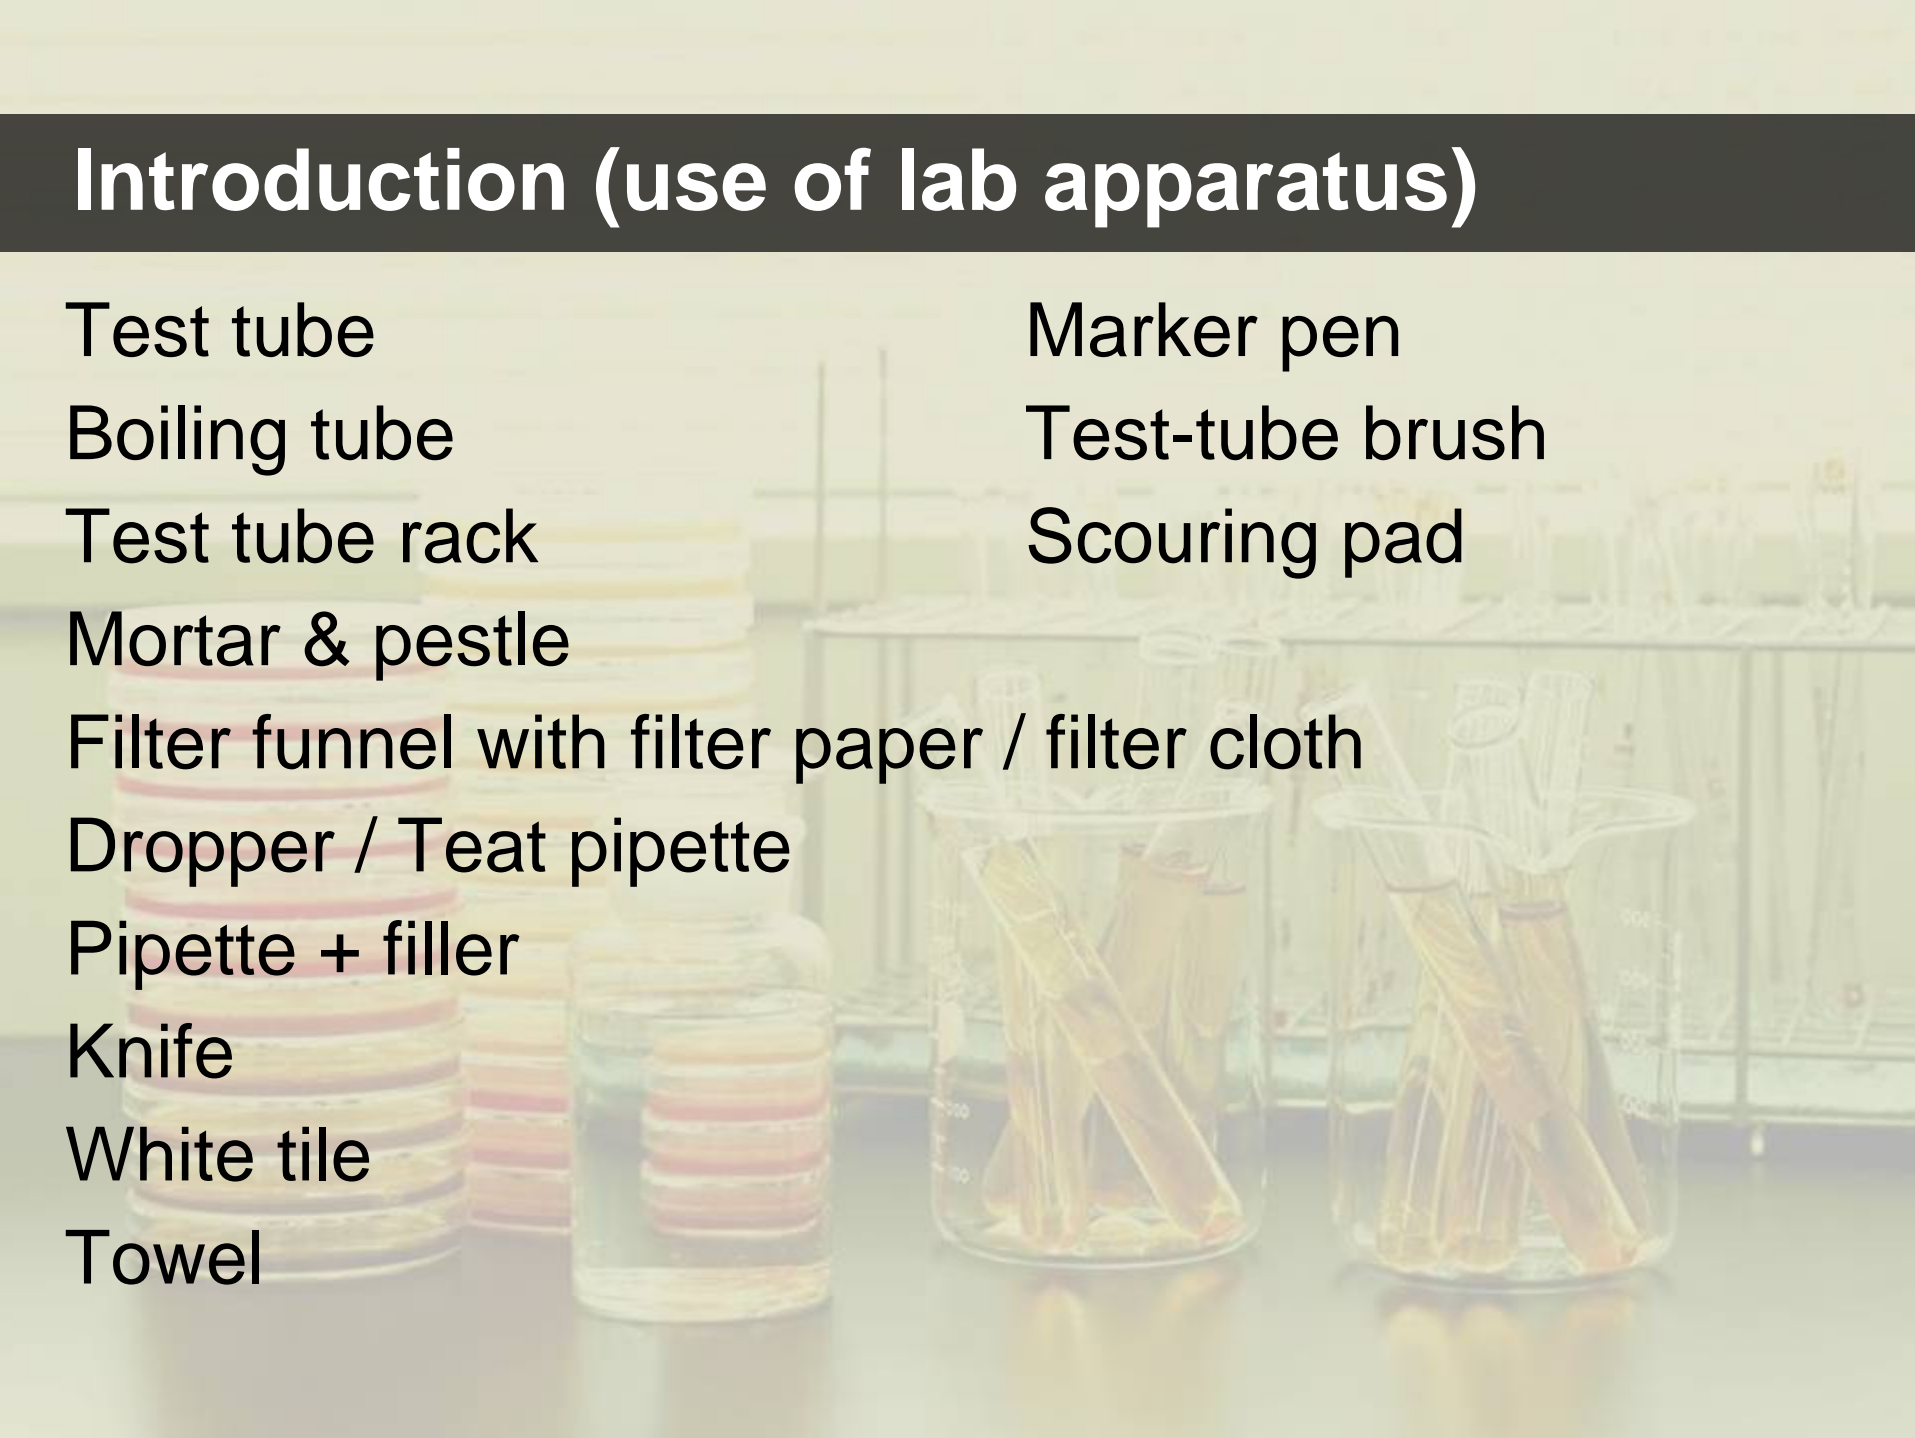 Introduction (use of lab apparatus)
Test tube
Boiling tube
Test tube rack
Mortar & pestle
Filter funnel with filter paper / filter cloth
Dropper / Teat pipette
Pipette + filler
Knife
White tile
Towel
Marker pen
Test-tube brush
Scouring pad